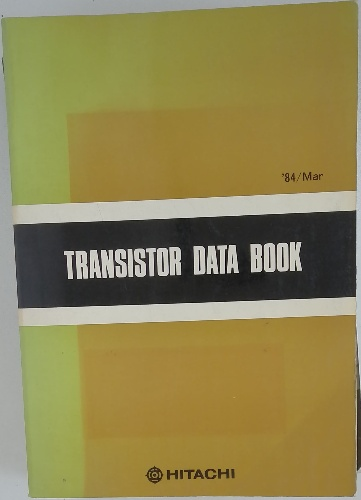 '84/Mar
TRANSISTOR DATA BOOK
HITACHI